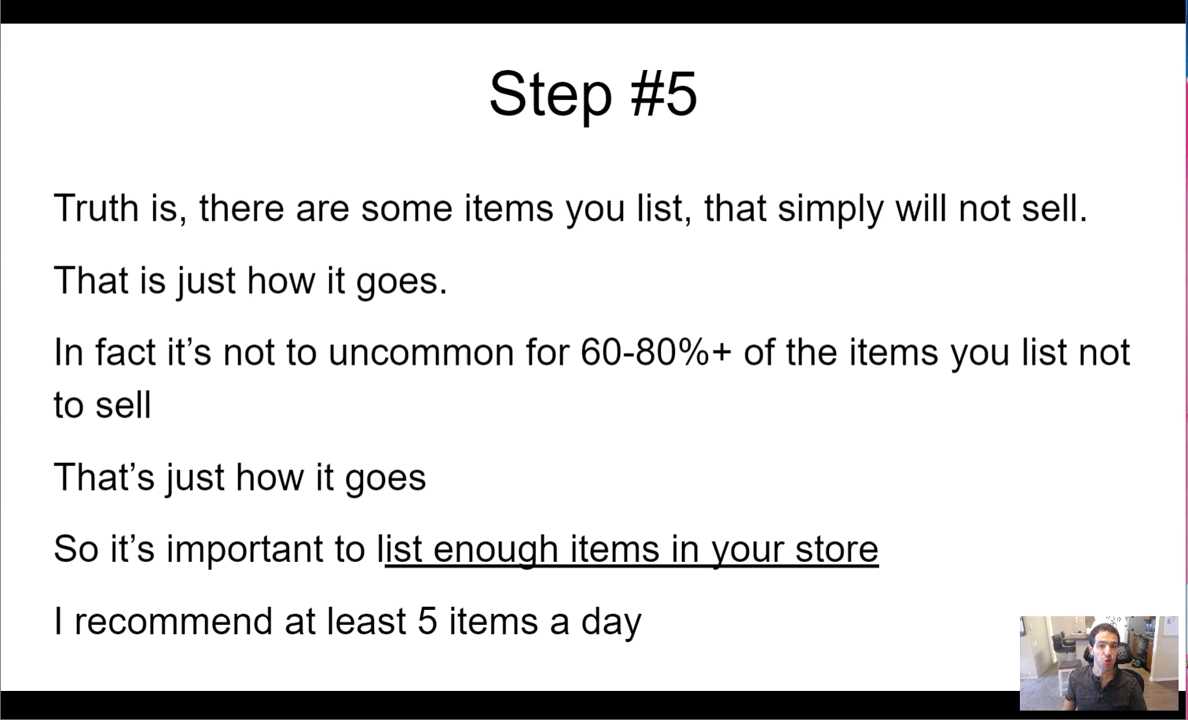 Step #5
Truth is, there are some items you list, that simply will not sell.
That is just how it goes.
In fact it’s not to uncommon for 60-80%+ of the items you list not
to sell
That’s just how it goes
So it’s important to list enough items in your store
I recommend at least 5 items a day